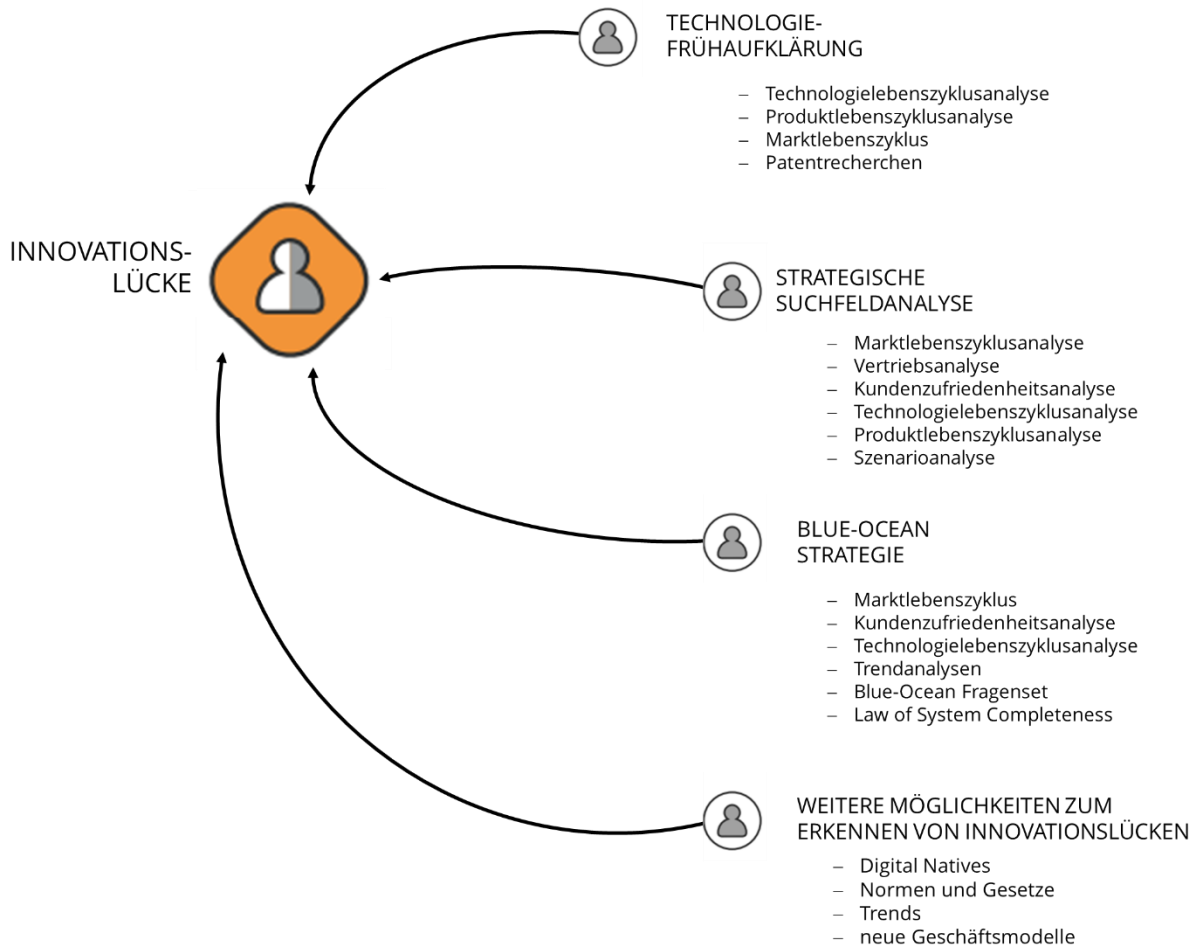 TECHNOLOGIE-
FRÜHAUFKLÄRUNG
– Technologielebenszyklusanalyse
– Produktlebenszyklusanalyse
– Marktlebenszyklus
– Patentrecherchen
INNOVATIONS-
LÜCKE
STRATEGISCHE
SUCHFELDANALYSE
– Marktlebenszyklusanalyse
– Vertriebsanalyse
– Kundenzufriedenheitsanalyse
– Technologielebenszyklusanalyse
– Produktlebenszyklusanalyse
– Szenarioanalyse
BLUE-OCEAN
STRATEGIE
– Marktlebenszyklus
– Kundenzufriedenheitsanalyse
– Technologielebenszyklusanalyse
– Trendanalysen
– Blue-Ocean Fragenset
– Law of System Completeness
WEITERE MÖGLICHKEITEN ZUM
ERKENNEN VON INNOVATIONSLÜCKEN
– Digital Natives
– Normen und Gesetze
– Trends
– neue Geschäftsmodelle